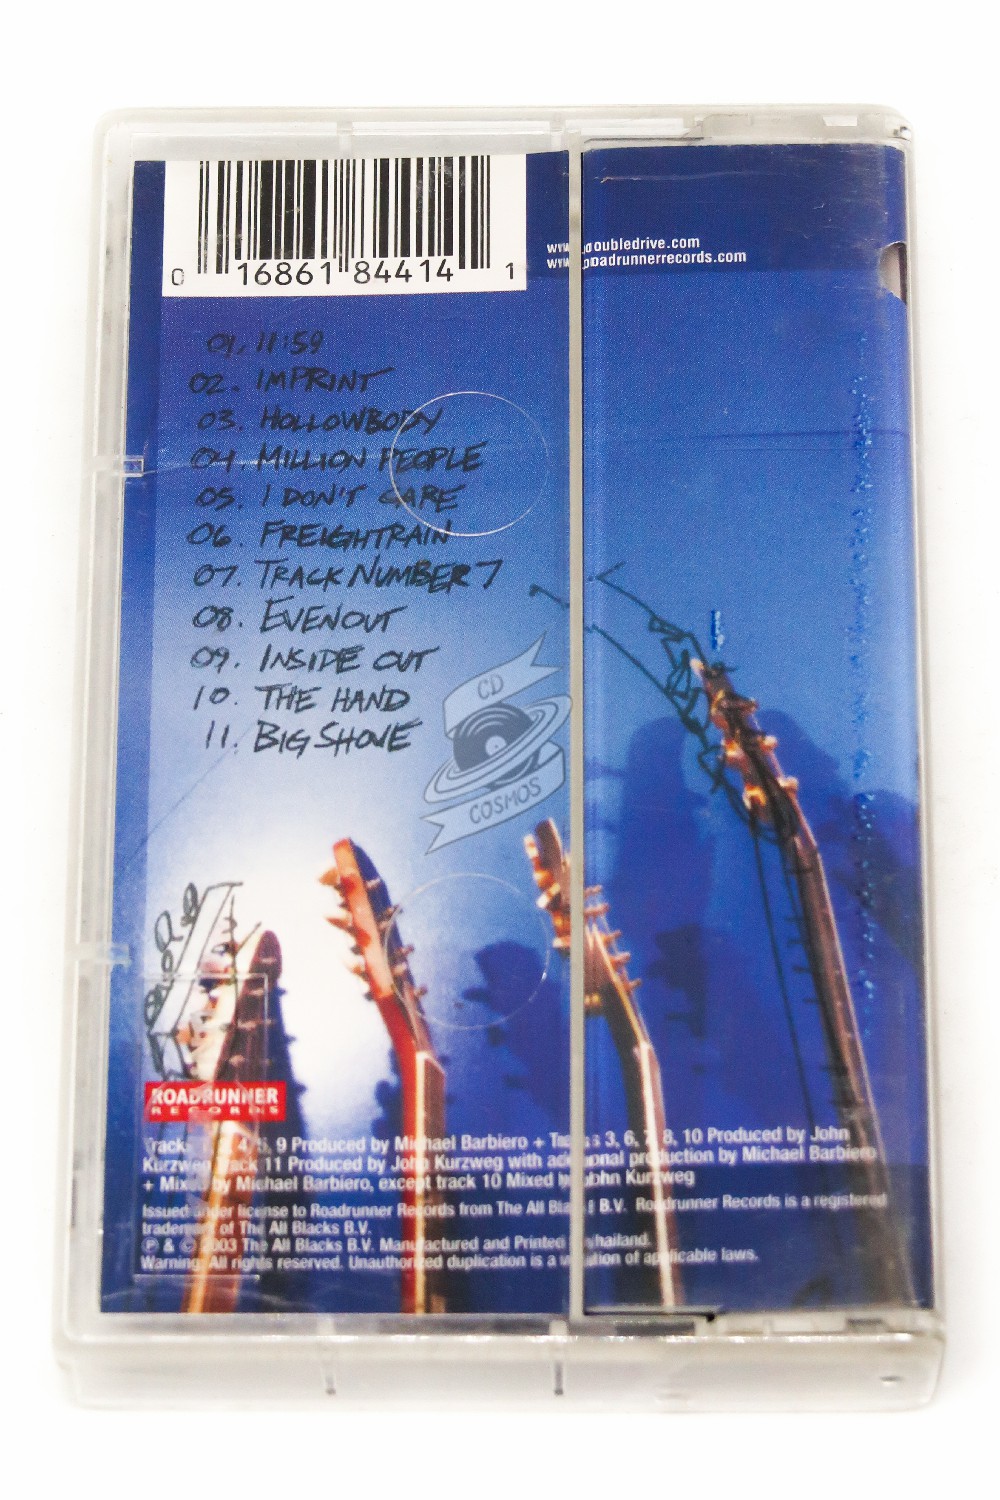 0 16861 84414 1
www.doubledrive.com
www.roadrunnerrecords.com
01. 11:59
02. IMPRINT
03. HOLLOWBODY
04. MILLION PEOPLE
05. I DON'T CARE
06. FREIGHTRAIN
07. TRACK NUMBER 7
08. EVENOUT
09. INSIDE OUT
10. THE HAND
11. BIG SHOVE
CD
COSMOS
ROADRUNNER
RECORDS
Tracks 1, 2, 4, 5, 9 Produced by Michael Barbiero + Tracks 3, 6, 7, 8, 10 Produced by John
Kurzweg Track 11 Produced by John Kurzweg with additional production by Michael Barbiero
+ Mixed by Michael Barbiero, except track 10 Mixed by John Kurzweg
Issued under license to Roadrunner Records from The All Blacks B.V. Roadrunner Records is a registered
trademark of The All Blacks B.V.
℗ & © 2003 The All Blacks B.V. Manufactured and Printed in Thailand.
Warning: All rights reserved. Unauthorized duplication is a violation of applicable laws.